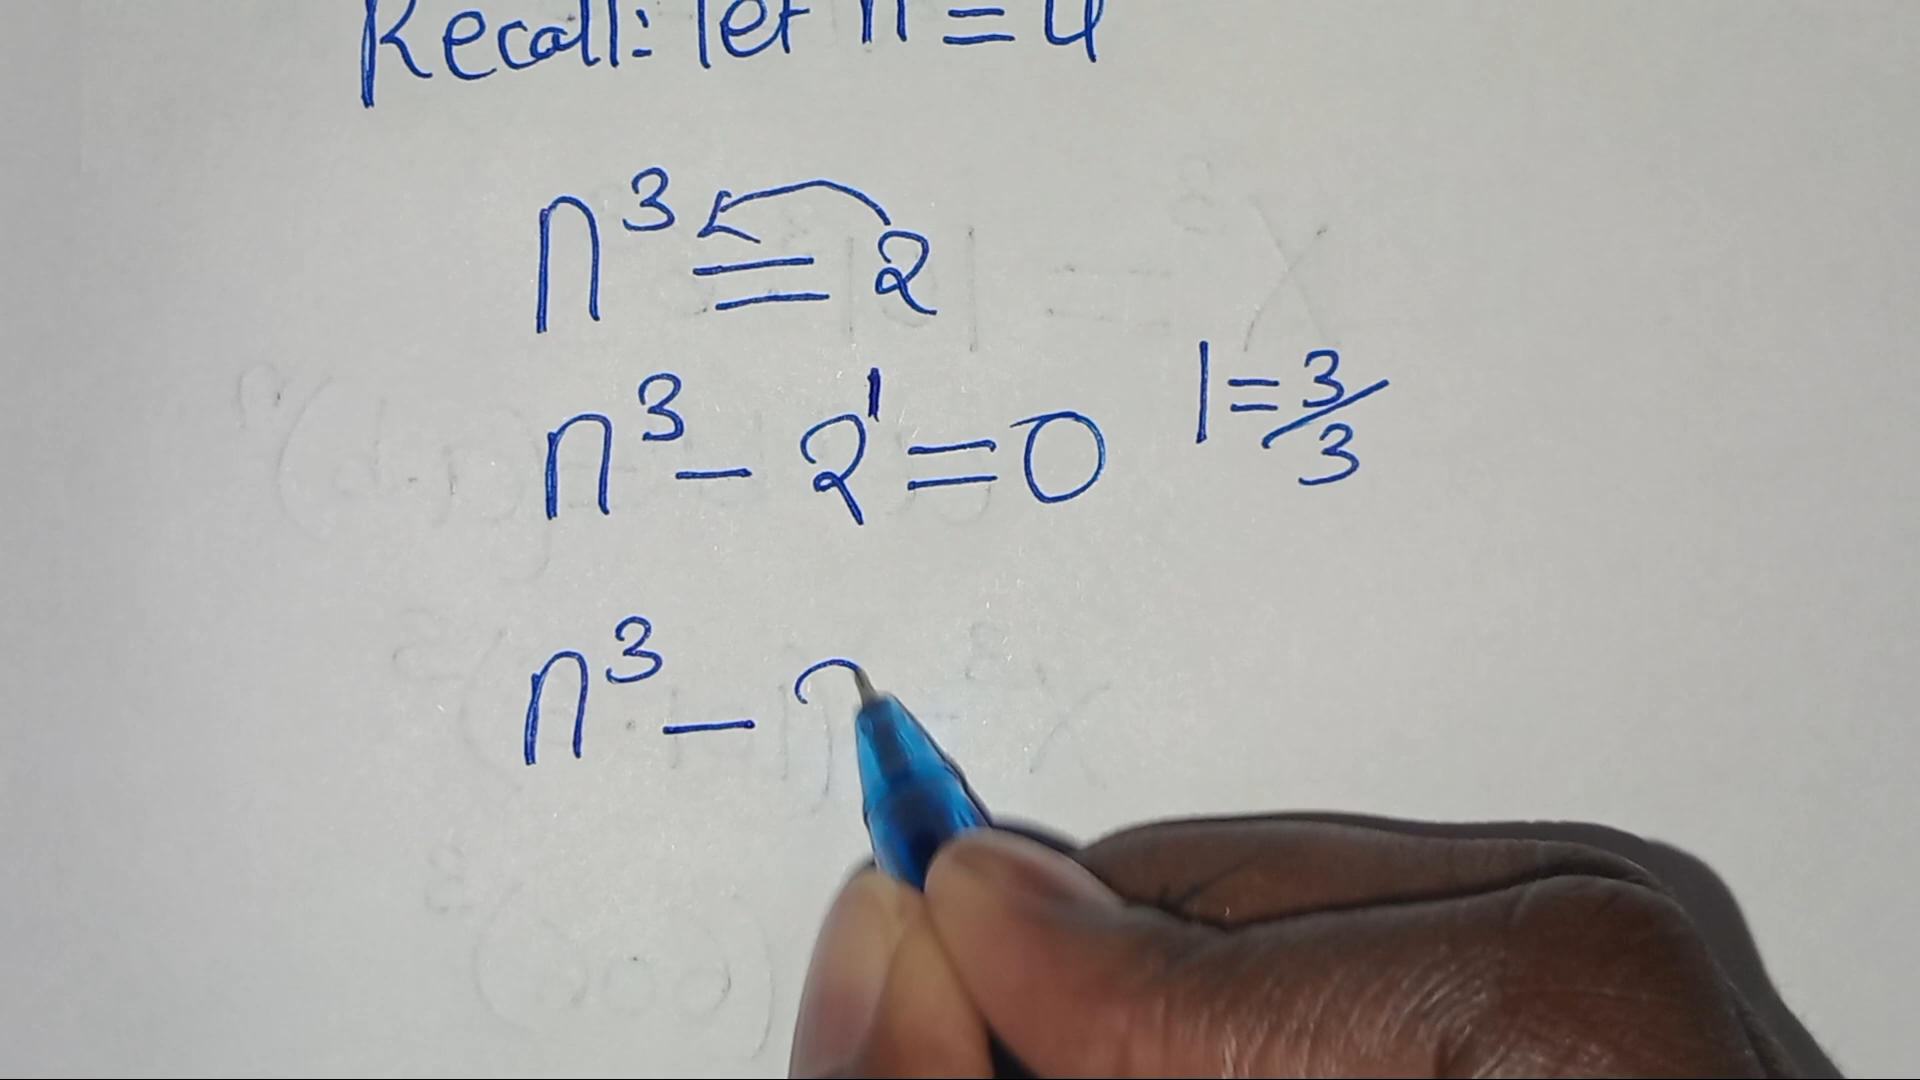 Recall: let n = 4
n³ = 2
n³ - 2¹ = 0
1 = 3/3
n³ -